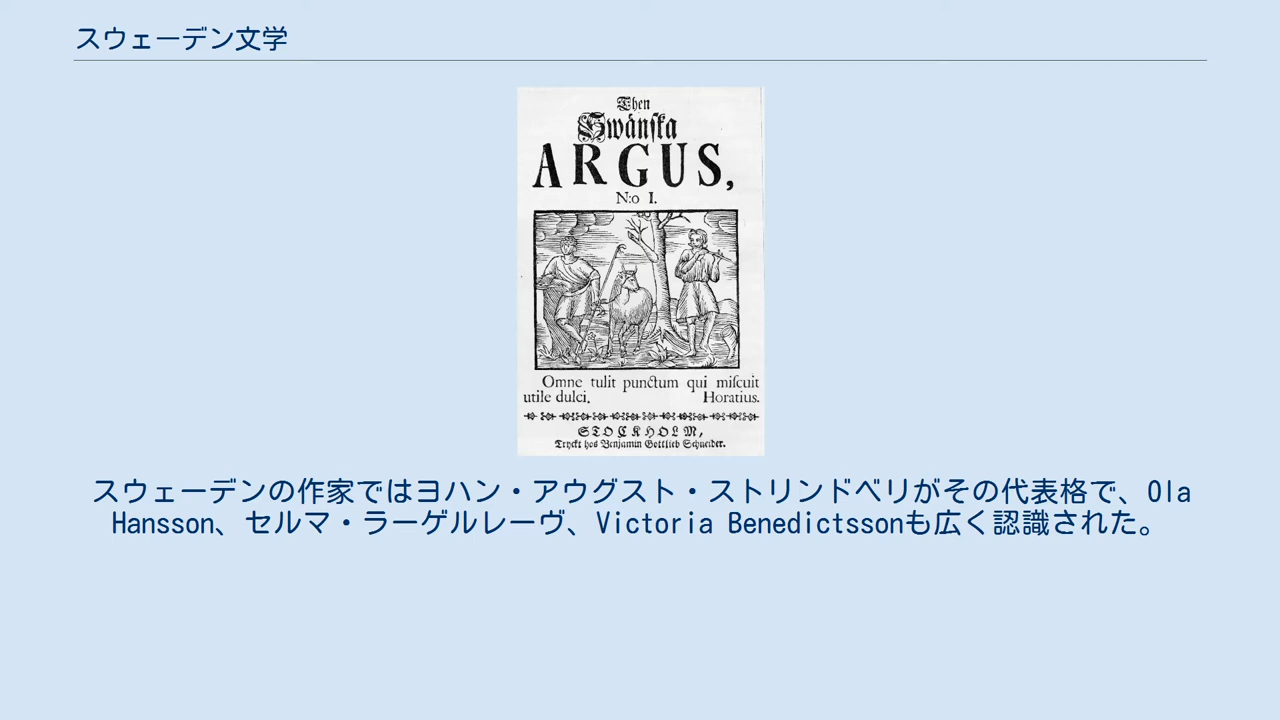 スウェーデン文学
Then
Swänſka
ARGUS,
N:o I.
Omne tulit punctum qui miſcuit
utile dulci. Horatius.
STOCKHOLM,
Tryckt hos Benjamin Gottlieb Schneider.
スウェーデンの作家ではヨハン・アウグスト・ストリンドベリがその代表格で、Ola
Hansson、セルマ・ラーゲルレーヴ、Victoria Benedictssonも広く認識された。